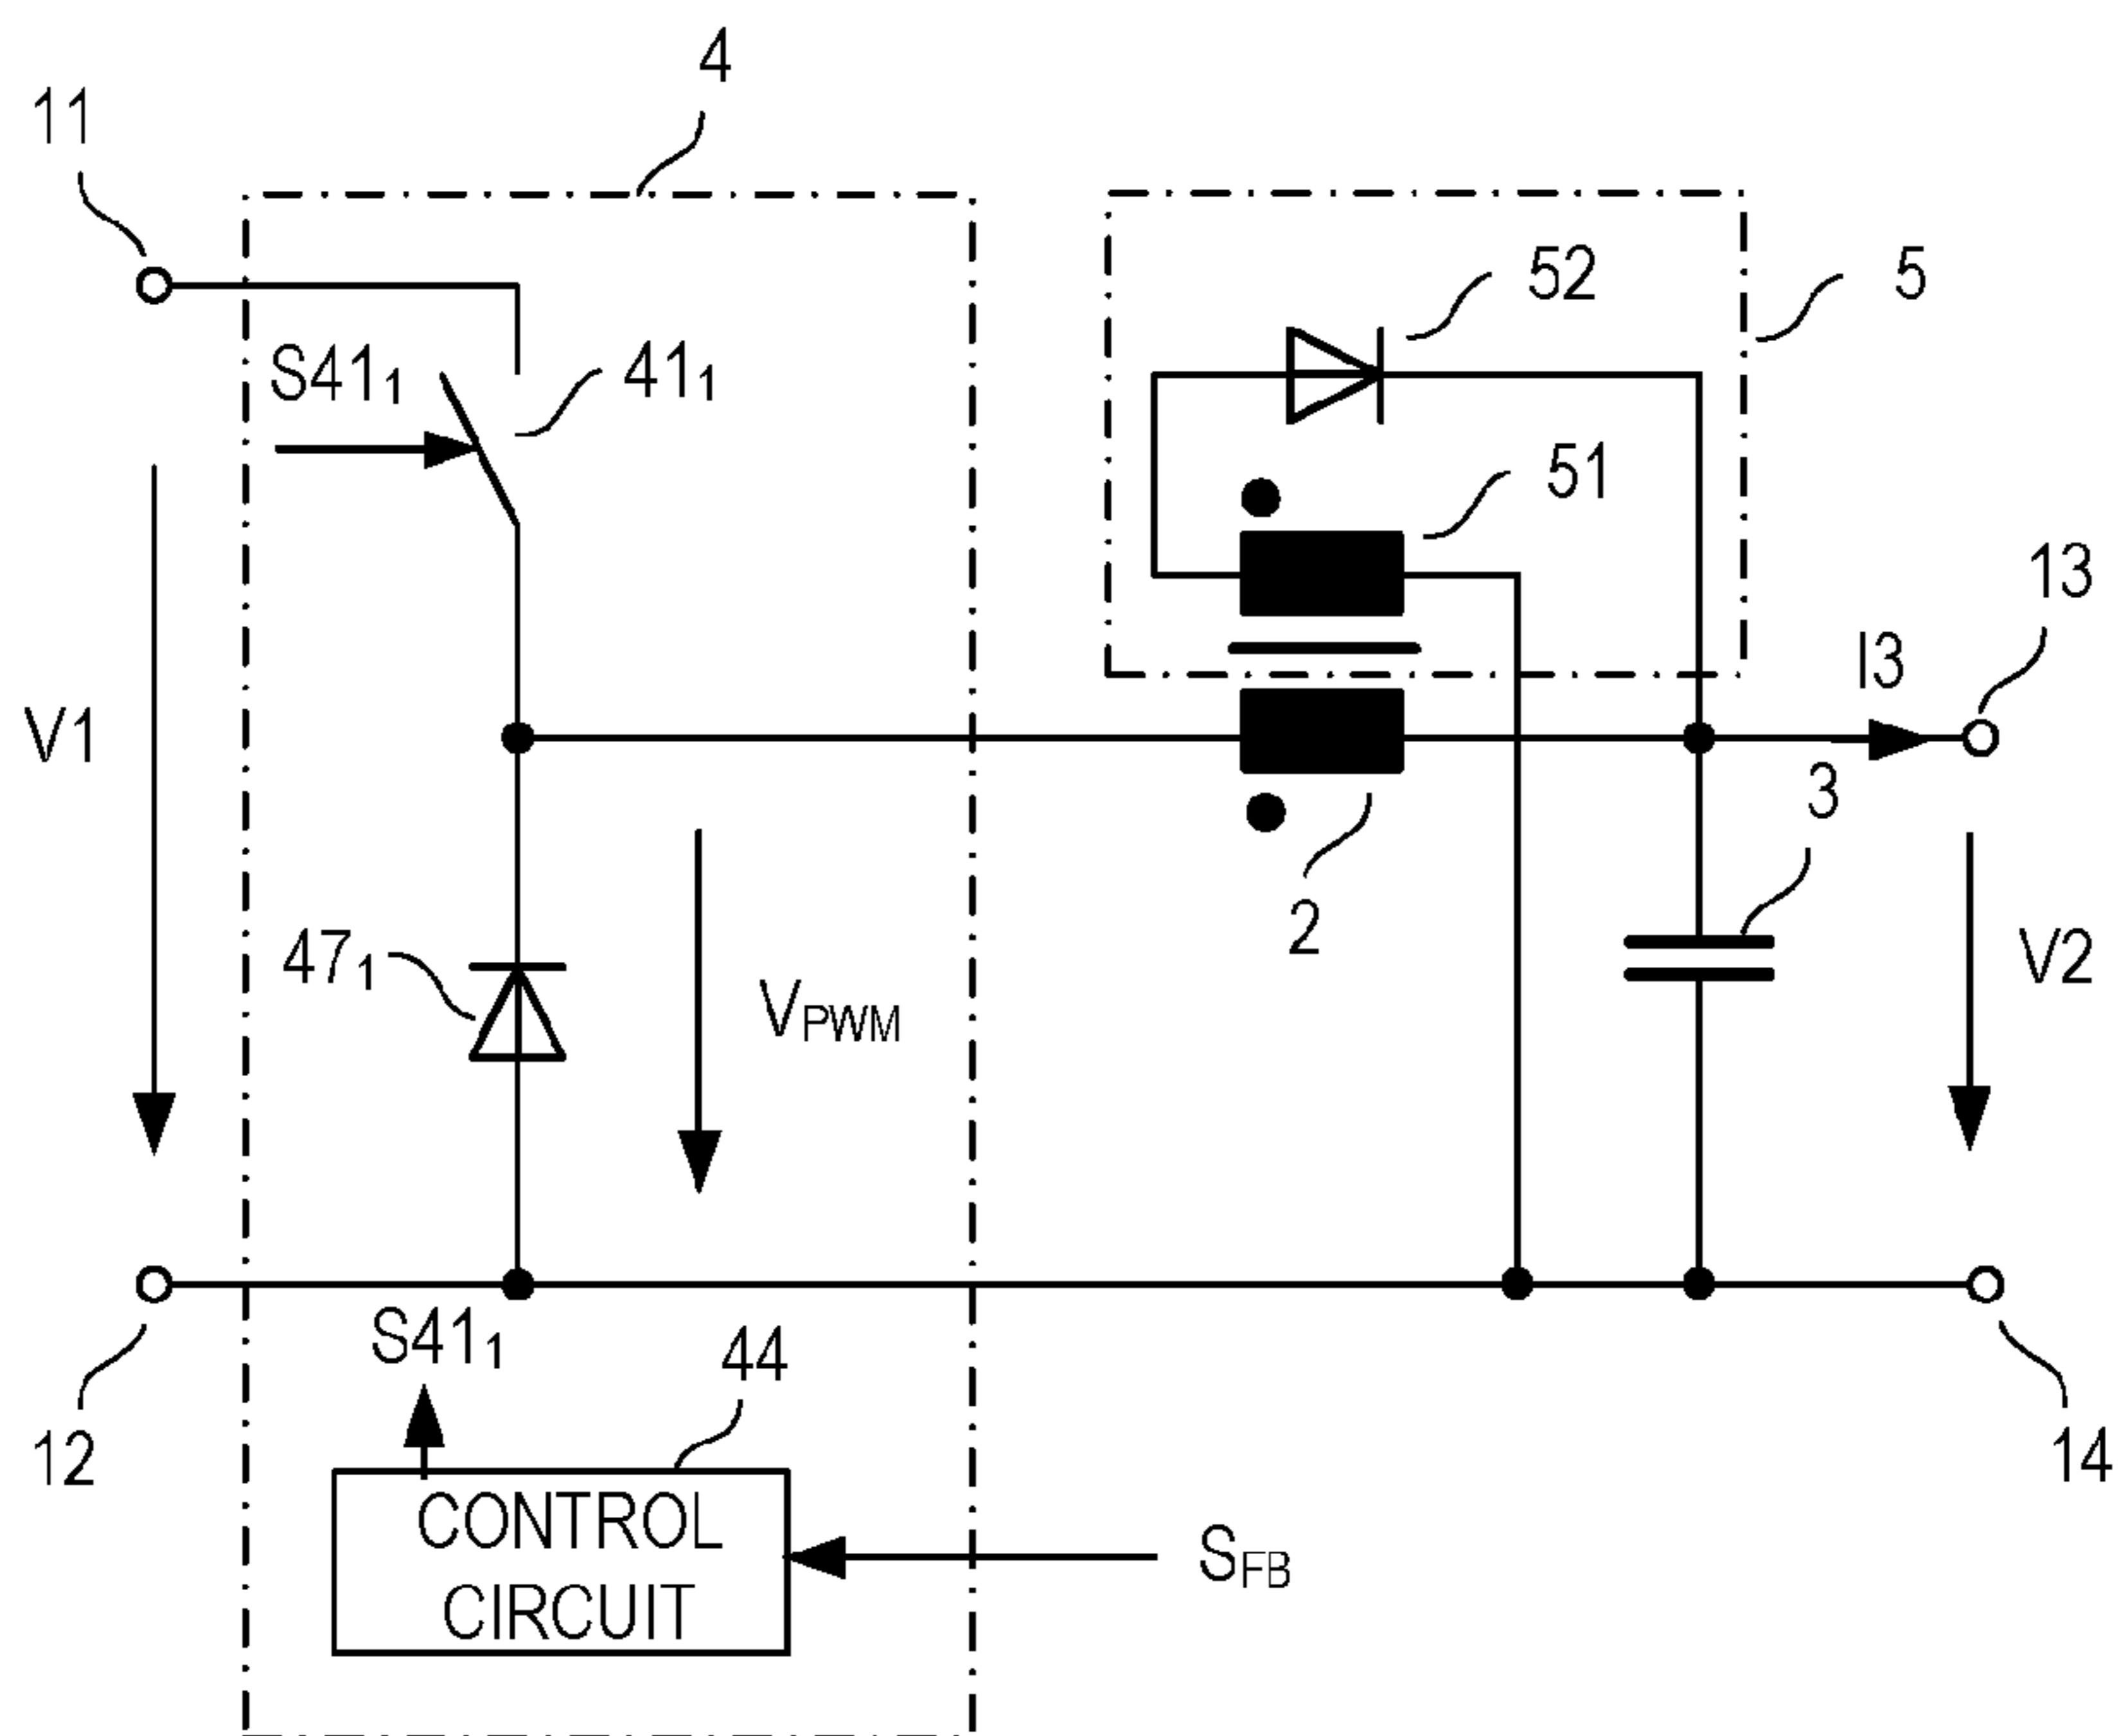 4
11
52
5
S41₁
41₁
51
13
I3
V1
3
2
47₁
V_PWM
V2
S41₁
44
12
14
CONTROL
CIRCUIT
S_FB